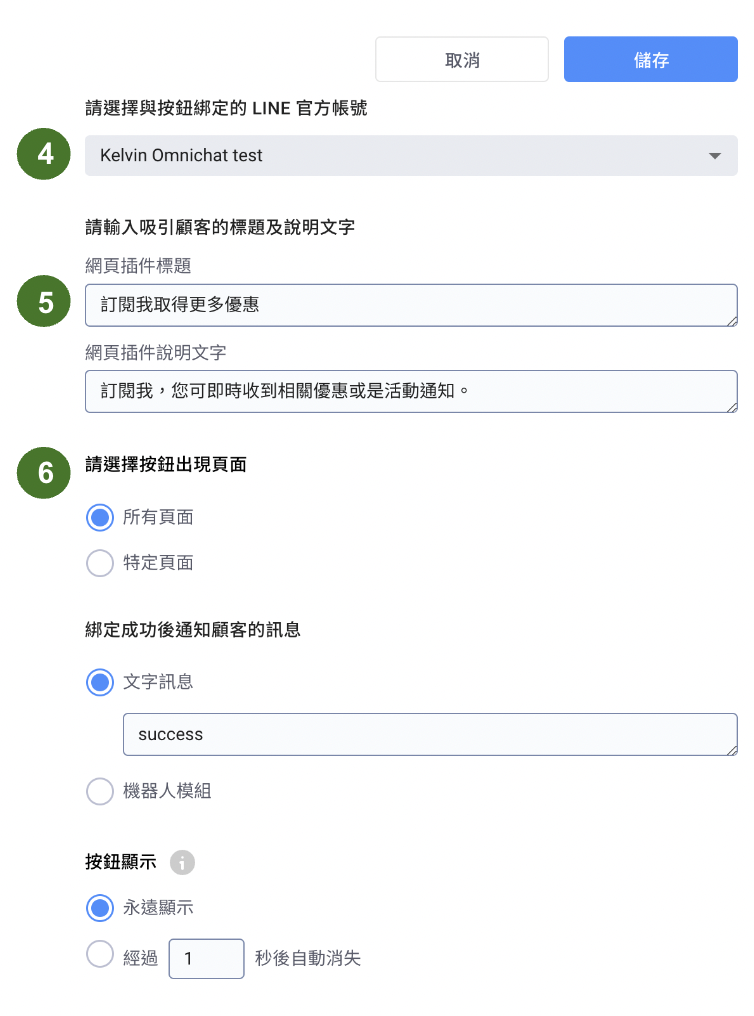 取消
儲存
請選擇與按鈕綁定的 LINE 官方帳號
4
Kelvin Omnichat test
請輸入吸引顧客的標題及說明文字
網頁插件標題
5
訂閱我取得更多優惠
網頁插件說明文字
訂閱我，您可即時收到相關優惠或是活動通知。
6
請選擇按鈕出現頁面
所有頁面
特定頁面
綁定成功後通知顧客的訊息
文字訊息
success
機器人模組
按鈕顯示 i
永遠顯示
經過 1 秒後自動消失